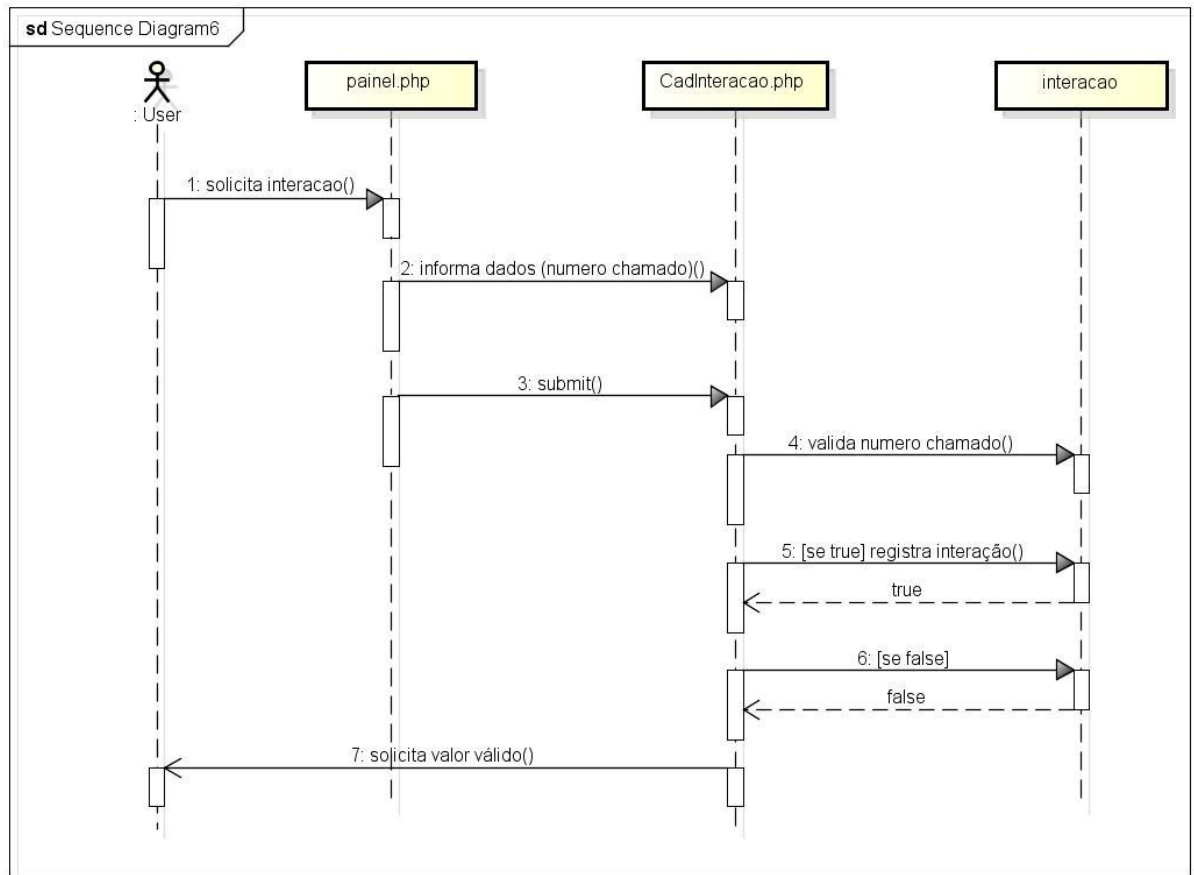 sd Sequence Diagram6
: User
painel.php
CadInteracao.php
interacao
1: solicita interacao()
2: informa dados (numero chamado)()
3: submit()
4: valida numero chamado()
5: [se true] registra interação()
true
6: [se false]
false
7: solicita valor válido()